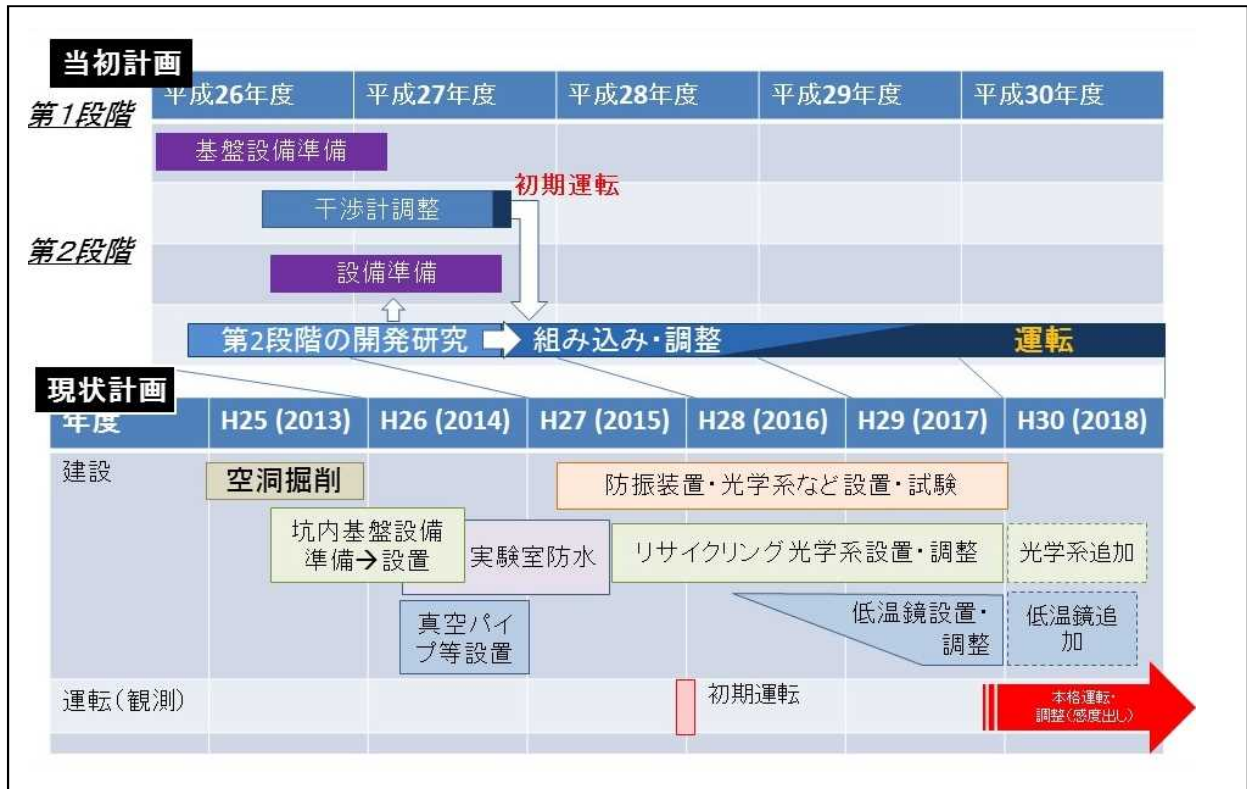 当初計画
平成26年度 平成27年度 平成28年度 平成29年度 平成30年度
第1段階
基盤設備準備
初期運転
干渉計調整
第2段階
設備準備
第2段階の開発研究 組み込み・調整 運転
現状計画
年度 H25 (2013) H26 (2014) H27 (2015) H28 (2016) H29 (2017) H30 (2018)
建設
空洞掘削
防振装置・光学系など設置・試験
坑内基盤設備
準備→設置
実験室防水
リサイクリング光学系設置・調整
光学系追加
真空パイ
プ等設置
低温鏡設置・
調整
低温鏡追
加
運転(観測)
初期運転
本格運転・
調整(感度出し)